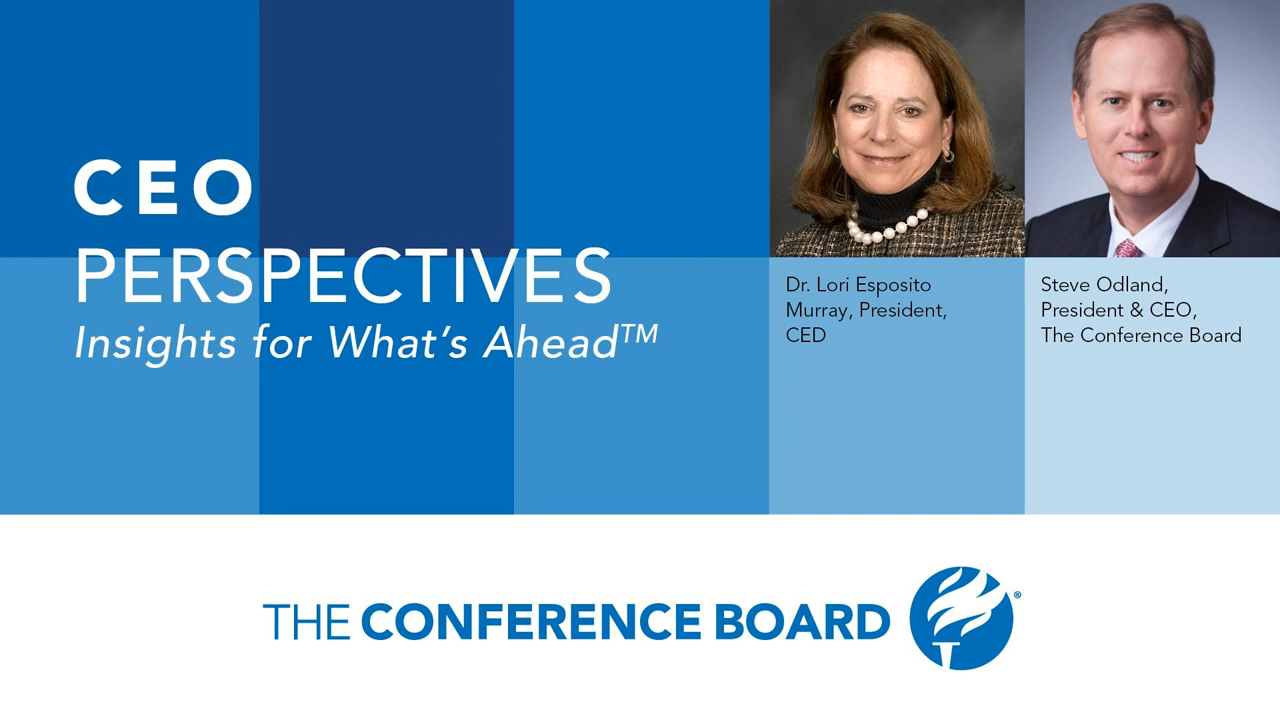 CEO
PERSPECTIVES
Insights for What's Ahead™
Dr. Lori Esposito
Murray, President,
CED
Steve Odland,
President & CEO,
The Conference Board
THE CONFERENCE BOARD ®